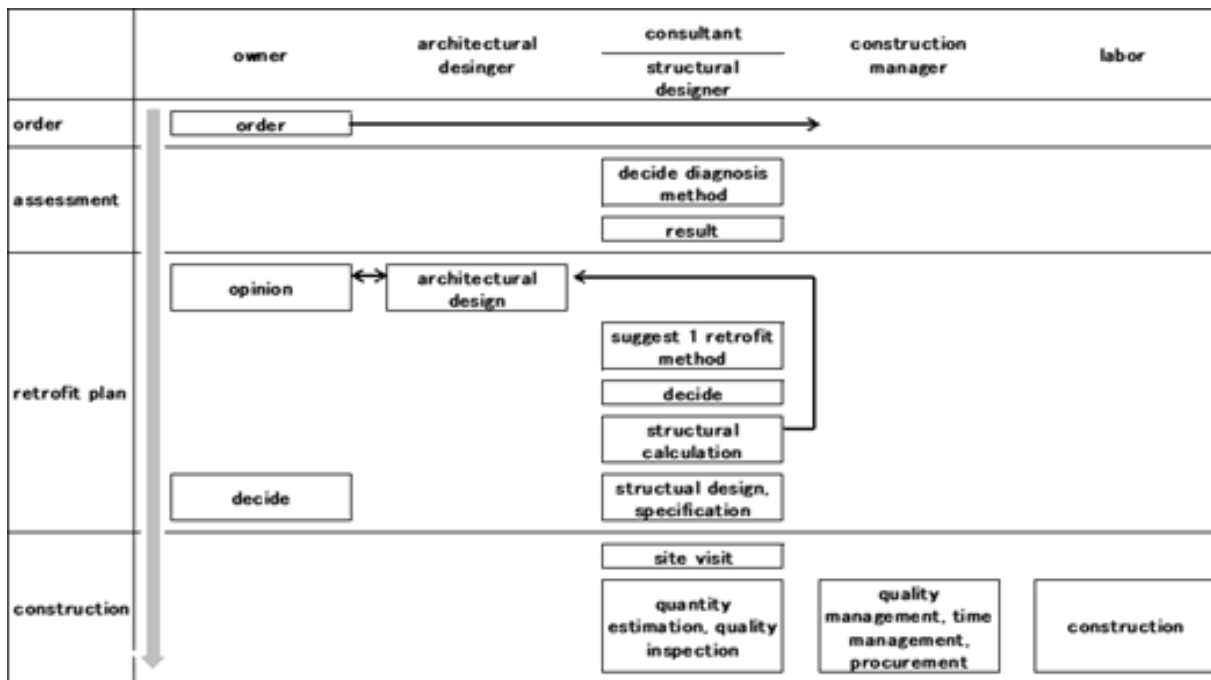 owner
architectural
desinger
consultant
structural
designer
construction
manager
labor
order
order
assessment
decide diagnosis
method
result
retrofit plan
opinion
architectural
design
suggest 1 retrofit
method
decide
structural
calculation
decide
structual design,
specification
construction
site visit
quantity
estimation, quality
inspection
quality
management, time
management,
procurement
construction